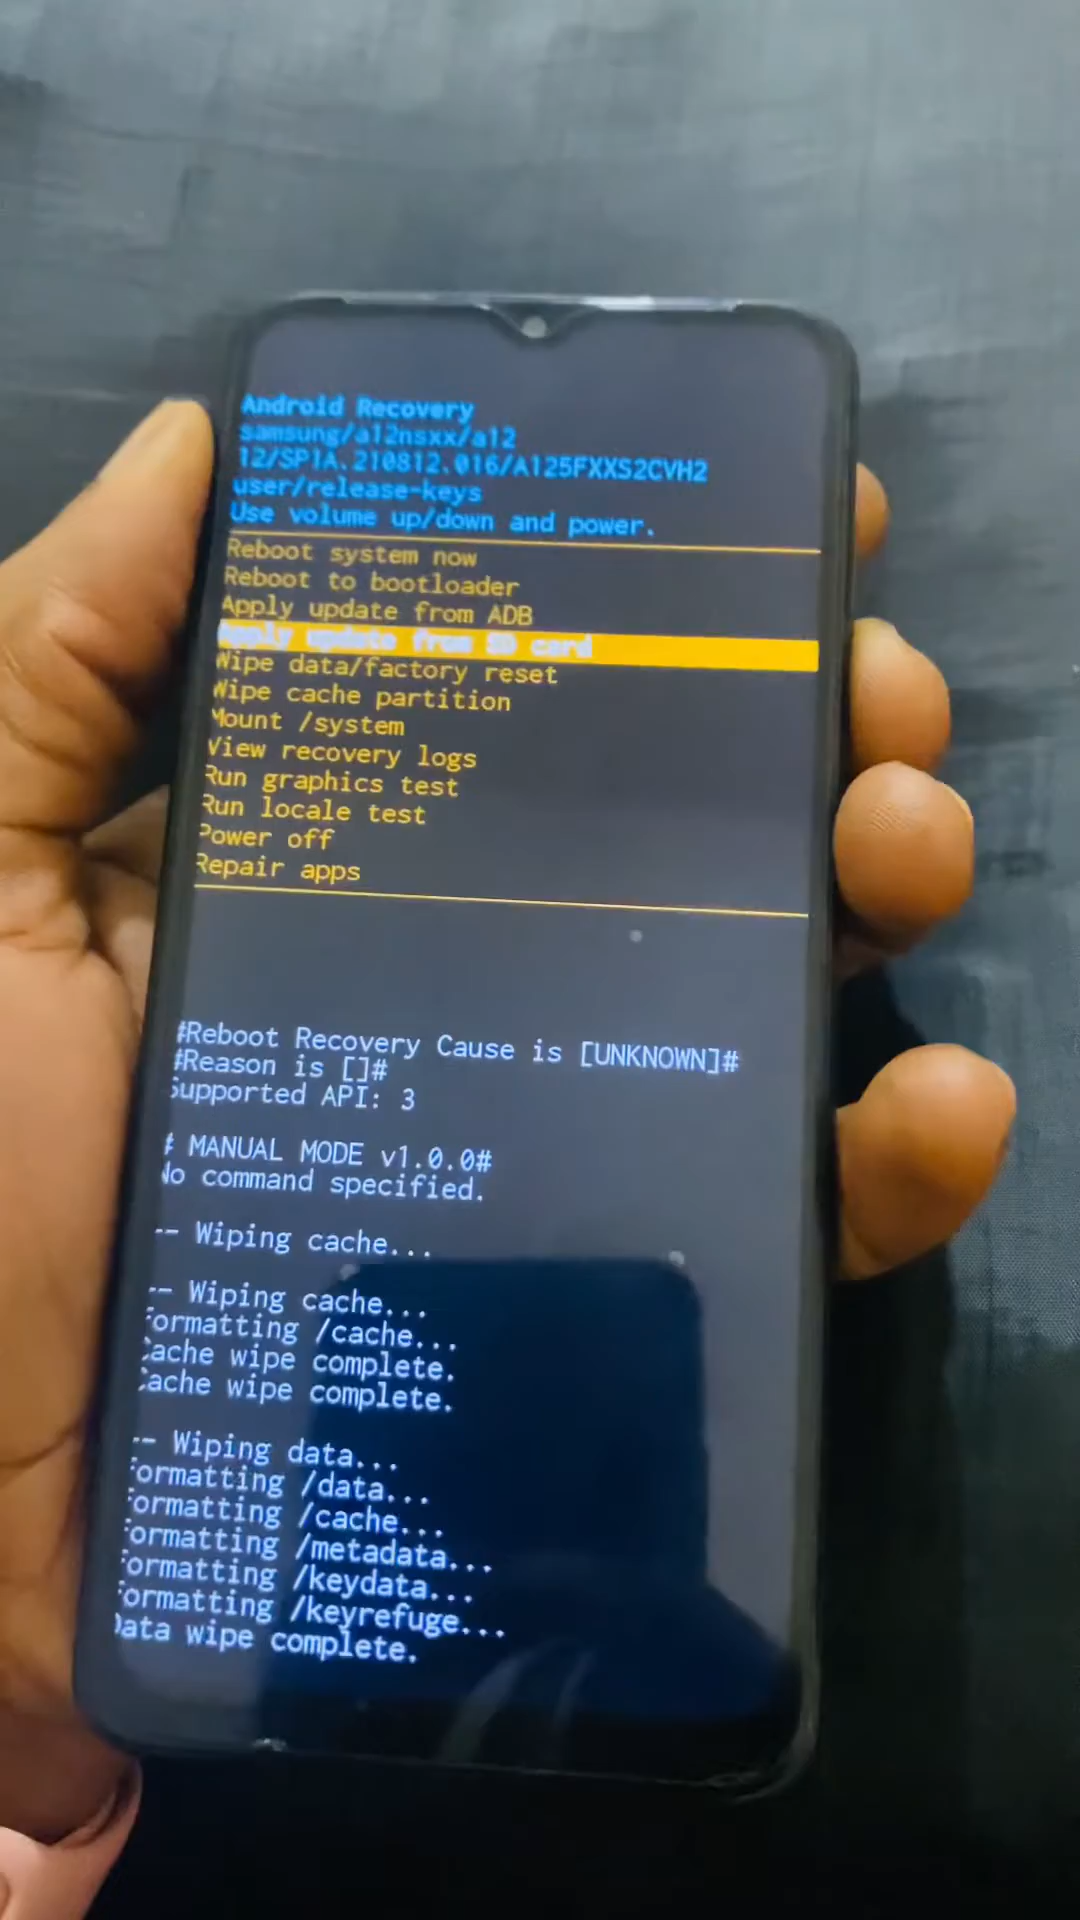 Android Recovery
samsung/a12nsxx/a12
12/SP1A.210812.016/A125FXXS2CVH2
user/release-keys
Use volume up/down and power.
Reboot system now
Reboot to bootloader
Apply update from ADB
Apply update from SD card
Wipe data/factory reset
Wipe cache partition
Mount /system
View recovery logs
Run graphics test
Run locale test
Power off
Repair apps
#Reboot Recovery Cause is [UNKNOWN]#
#Reason is []#
Supported API: 3
# MANUAL MODE v1.0.0#
No command specified.
-- Wiping cache...
-- Wiping cache...
Formatting /cache...
Cache wipe complete.
Cache wipe complete.
-- Wiping data...
Formatting /data...
Formatting /cache...
Formatting /metadata...
Formatting /keydata...
Formatting /keyrefuge...
Data wipe complete.